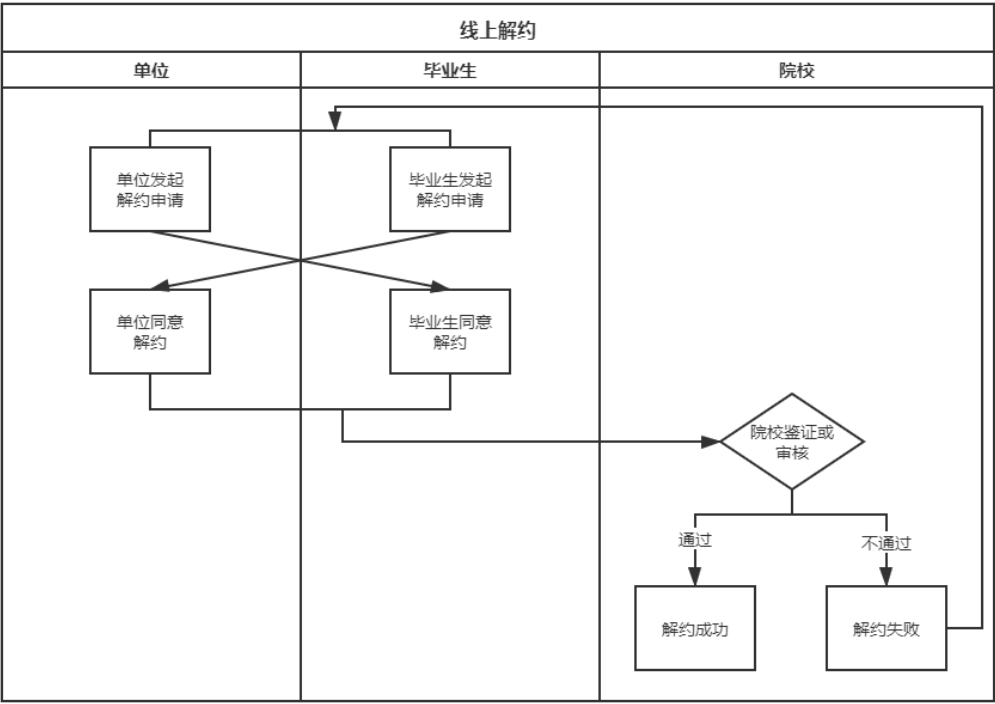 线上解约
单位
毕业生
院校
单位发起
解约申请
毕业生发起
解约申请
单位同意
解约
毕业生同意
解约
院校鉴证或
审核
通过
不通过
解约成功
解约失败